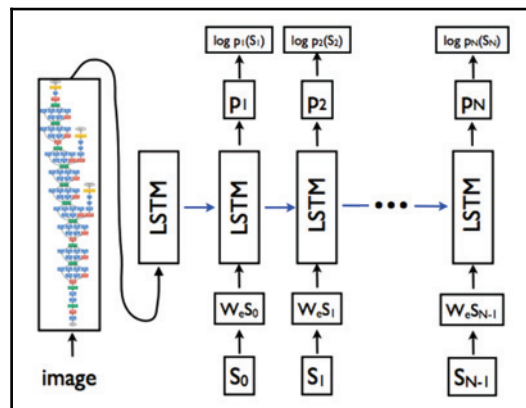 log p₁(S₁) log p₂(S₂) log pN(SN)
p₁ p₂ pN
LSTM LSTM LSTM LSTM
WₑS₀ WₑS₁ WₑSN-1
image S₀ S₁ SN-1